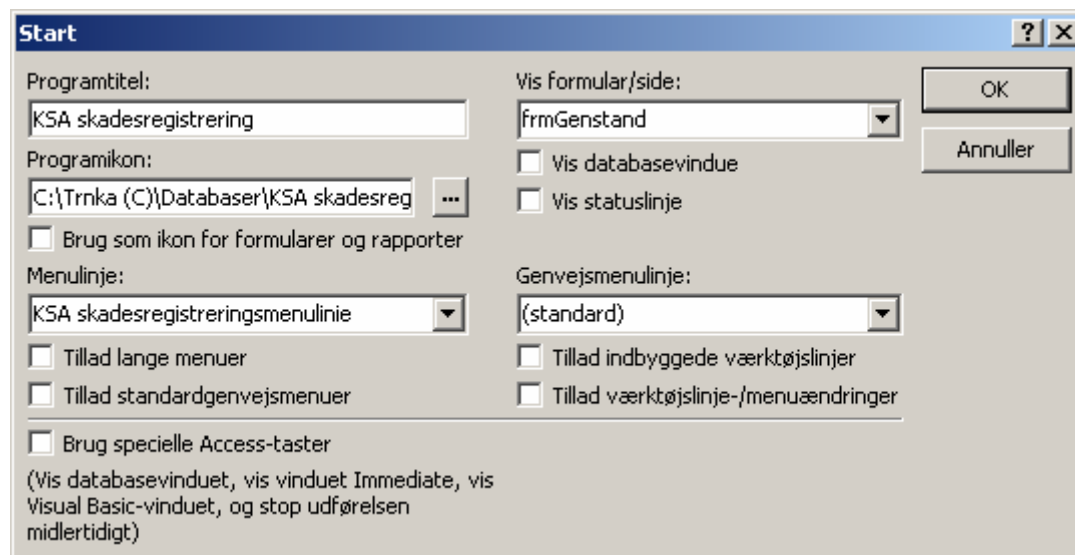 Start
Programtitel:
KSA skadesregistrering
Programikon:
C:\Trnka (C)\Databaser\KSA skadesreg
...
Brug som ikon for formularer og rapporter
Menulinje:
KSA skadesregistreringsmenulinie
Tillad lange menuer
Tillad standardgenvejsmenuer
Vis formular/side:
frmGenstand
Vis databasevindue
Vis statuslinje
Genvejsmenulinje:
(standard)
Tillad indbyggede værktøjslinjer
Tillad værktøjslinje-/menuændringer
OK
Annuller
Brug specielle Access-taster
(Vis databasevinduet, vis vinduet Immediate, vis
Visual Basic-vinduet, og stop udførelsen
midlertidigt)